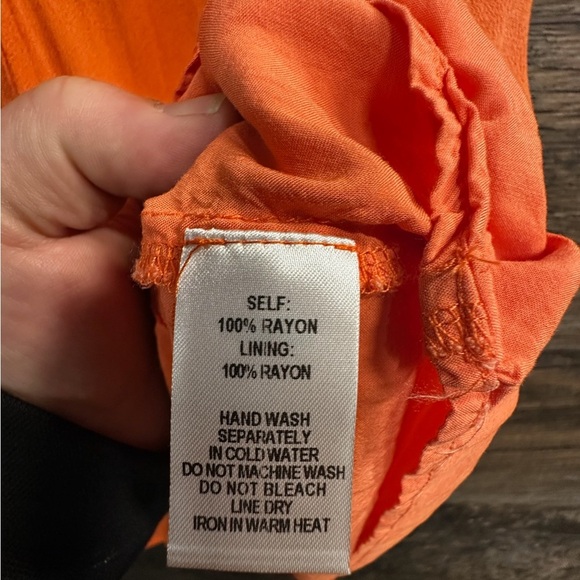 SELF:
100% RAYON
LINING:
100% RAYON
HAND WASH
SEPARATELY
IN COLD WATER
DO NOT MACHINE WASH
DO NOT BLEACH
LINE DRY
IRON IN WARM HEAT